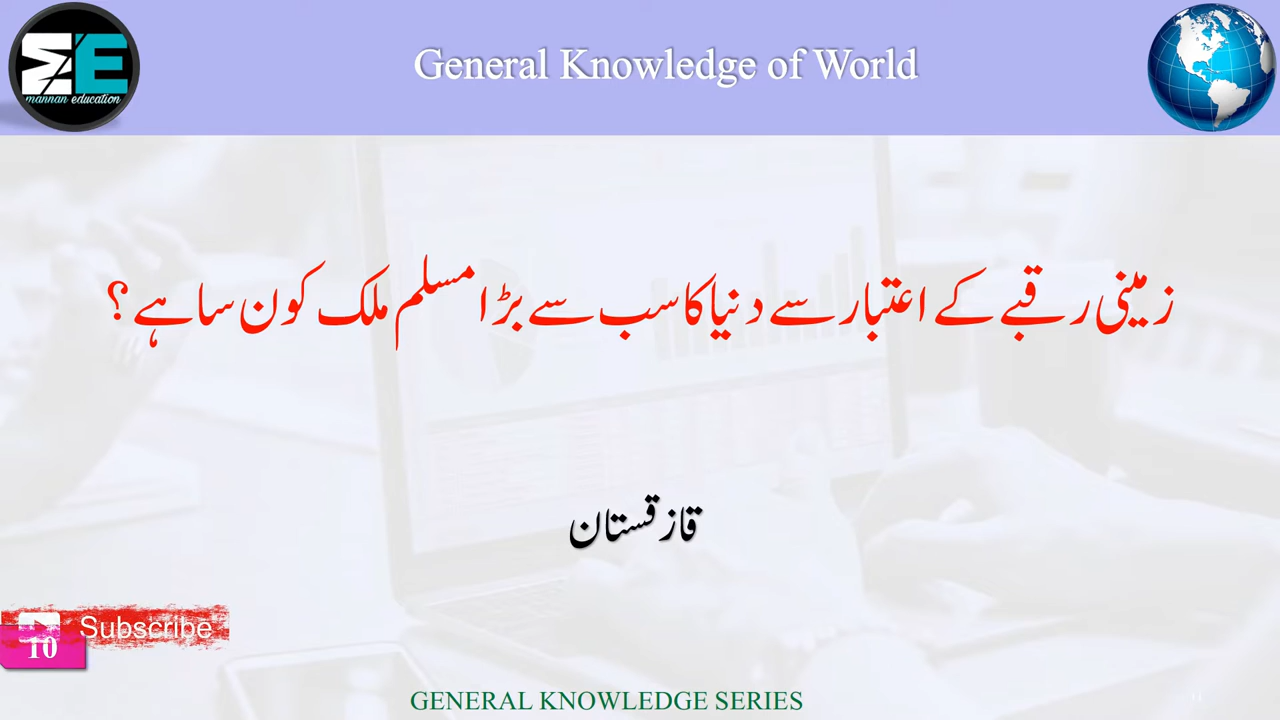 mannan education
General Knowledge of World
زمینی رقبے کے اعتبار سے دنیا کا سب سے بڑا مسلم ملک کون سا ہے ؟
قازقستان
Subscribe
10
GENERAL KNOWLEDGE SERIES